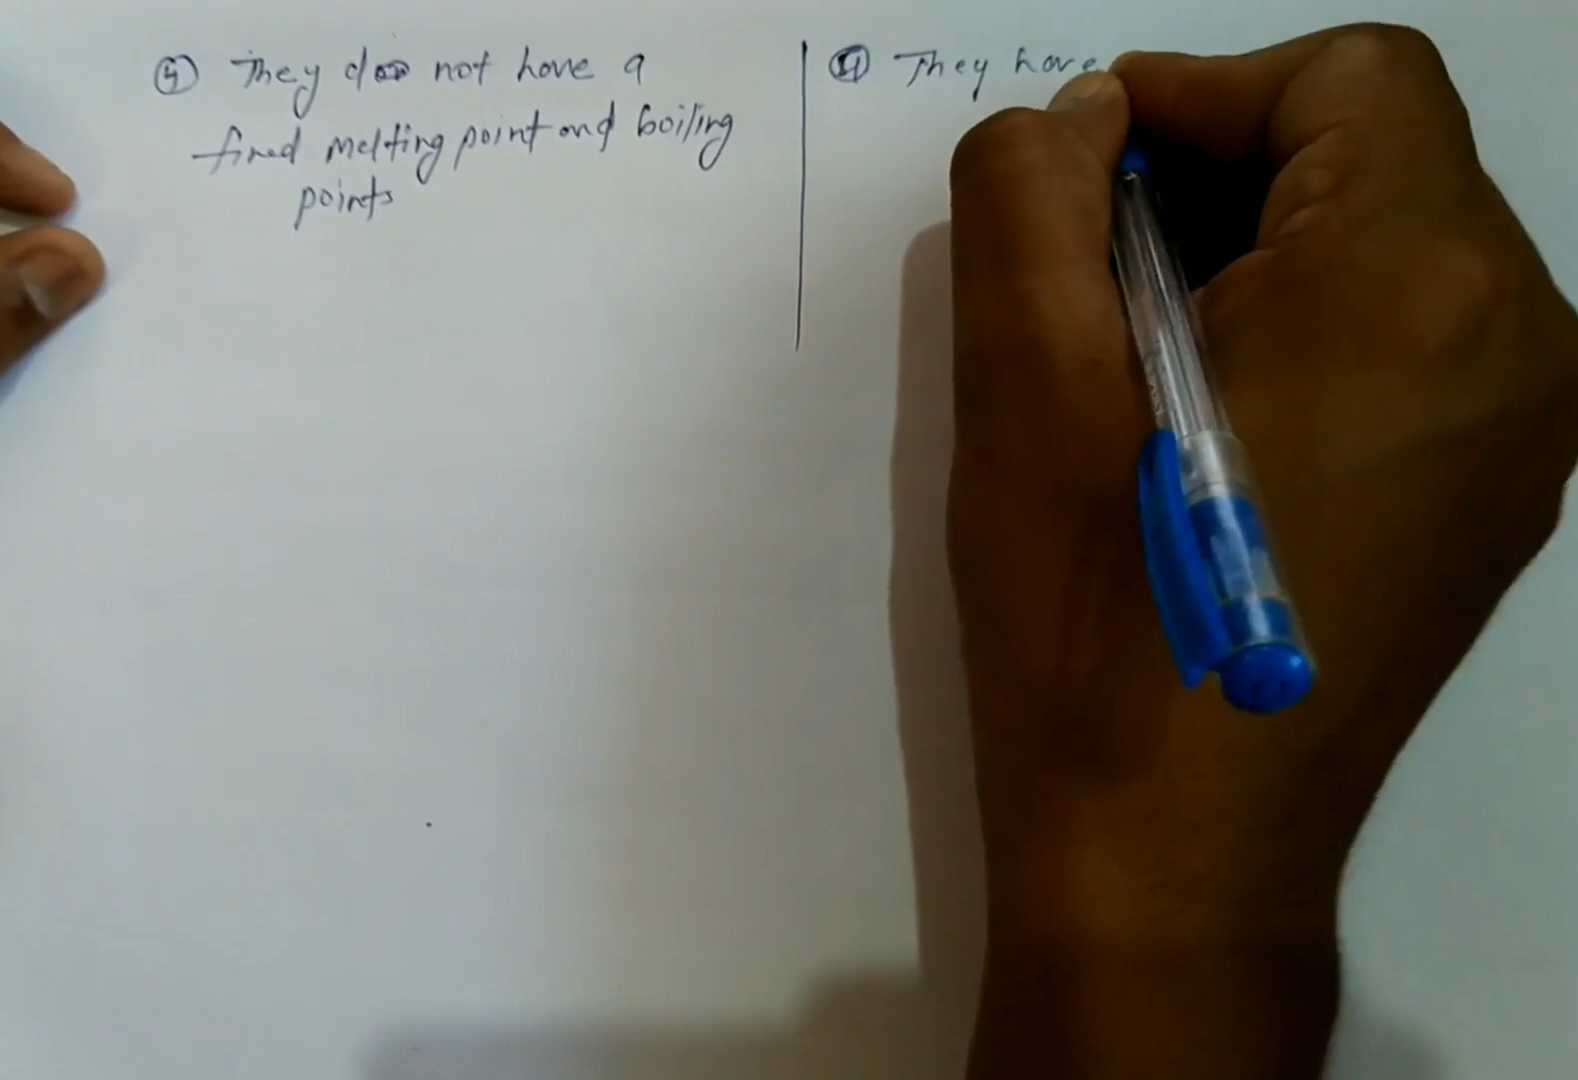 ④ They do not have a
fixed melting point and boiling
points
④ They have